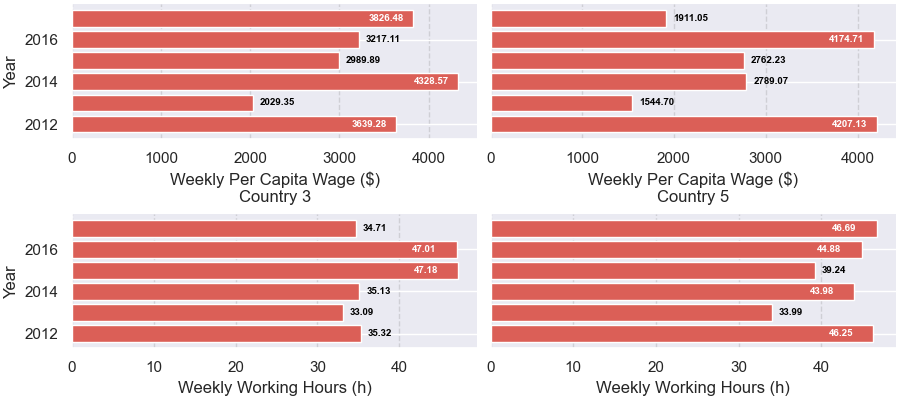 3826.48
2016
3217.11
2989.89
2014
4328.57
2029.35
2012
3639.28
Year
0 1000 2000 3000 4000
Weekly Per Capita Wage ($)
1911.05
4174.71
2762.23
2789.07
1544.70
4207.13
0 1000 2000 3000 4000
Weekly Per Capita Wage ($)
Country 3
34.71
2016
47.01
47.18
2014
35.13
33.09
2012
35.32
Year
0 10 20 30 40
Weekly Working Hours (h)
Country 5
46.69
44.88
39.24
43.98
33.99
46.25
0 10 20 30 40
Weekly Working Hours (h)